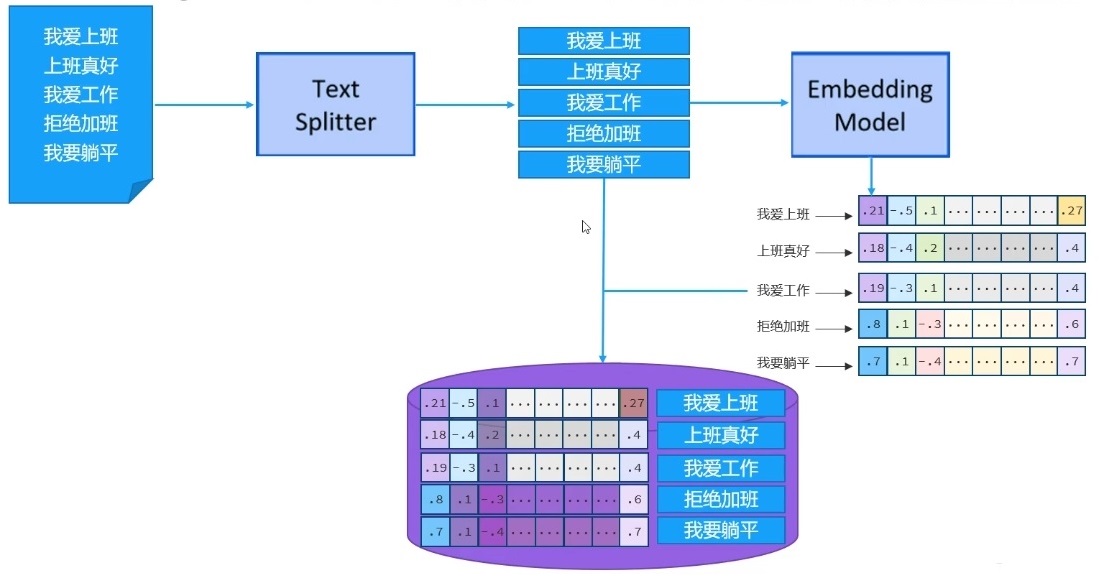 我爱上班
上班真好
我爱工作
拒绝加班
我要躺平
Text
Splitter
我爱上班
上班真好
我爱工作
拒绝加班
我要躺平
Embedding
Model
我爱上班 .21 -.5 .1 ... ... ... ... .27
上班真好 .18 -.4 .2 ... ... ... ... .4
我爱工作 .19 -.3 .1 ... ... ... ... .4
拒绝加班 .8 .1 -.3 ... ... ... ... .6
我要躺平 .7 .1 -.4 ... ... ... ... .7
.21 -.5 .1 ... ... ... ... .27 我爱上班
.18 -.4 .2 ... ... ... ... .4 上班真好
.19 -.3 .1 ... ... ... ... .4 我爱工作
.8 .1 -.3 ... ... ... ... .6 拒绝加班
.7 .1 -.4 ... ... ... ... .7 我要躺平